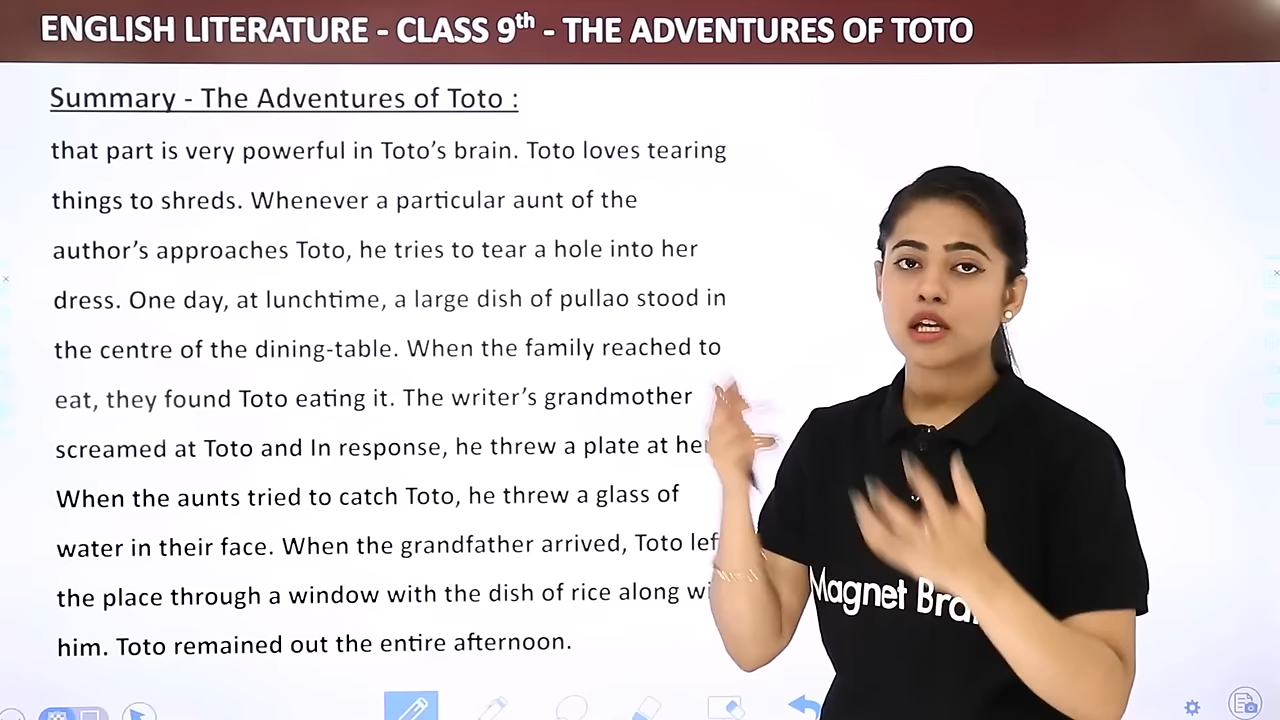 ENGLISH LITERATURE - CLASS 9th - THE ADVENTURES OF TOTO
Summary - The Adventures of Toto :
that part is very powerful in Toto's brain. Toto loves tearing
things to shreds. Whenever a particular aunt of the
author's approaches Toto, he tries to tear a hole into her
dress. One day, at lunchtime, a large dish of pullao stood in
the centre of the dining-table. When the family reached to
eat, they found Toto eating it. The writer's grandmother
screamed at Toto and In response, he threw a plate at
When the aunts tried to catch Toto, he threw a glass of
water in their face. When the grandfather arrived, Toto
the place through a window with the dish of rice along
him. Toto remained out the entire afternoon.
Magnet